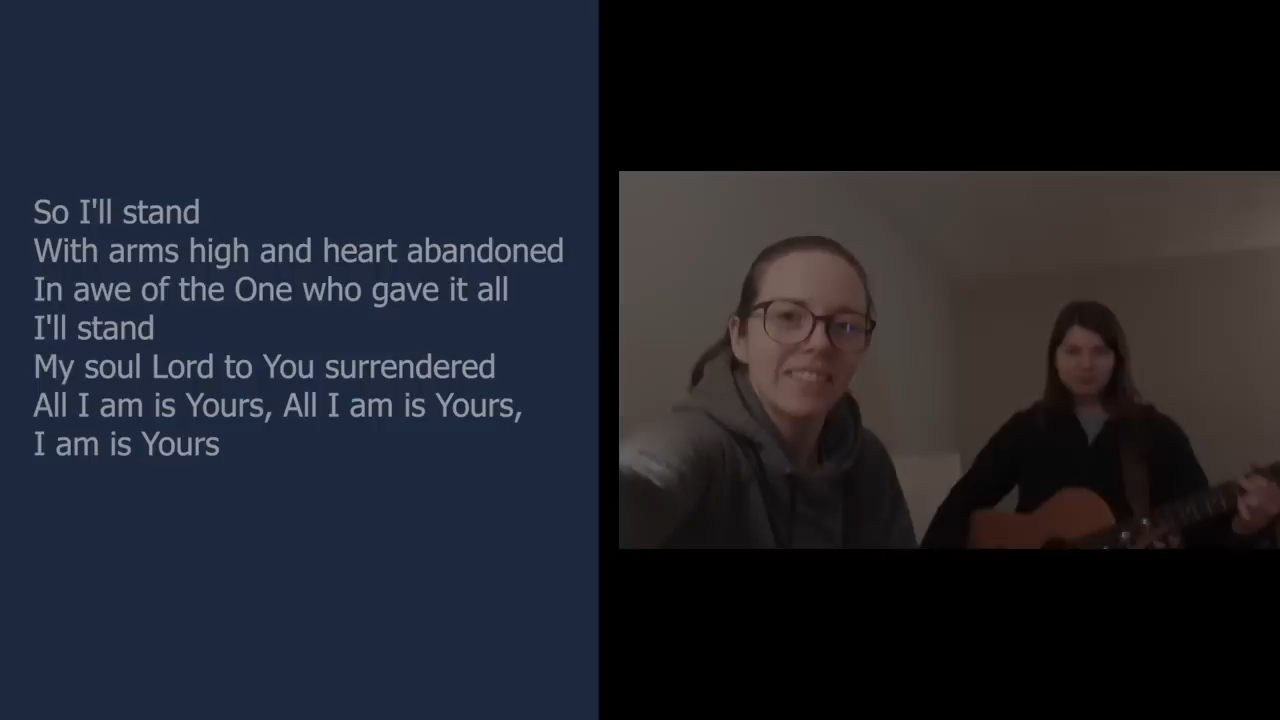 So I'll stand
With arms high and heart abandoned
In awe of the One who gave it all
I'll stand
My soul Lord to You surrendered
All I am is Yours, All I am is Yours,
I am is Yours